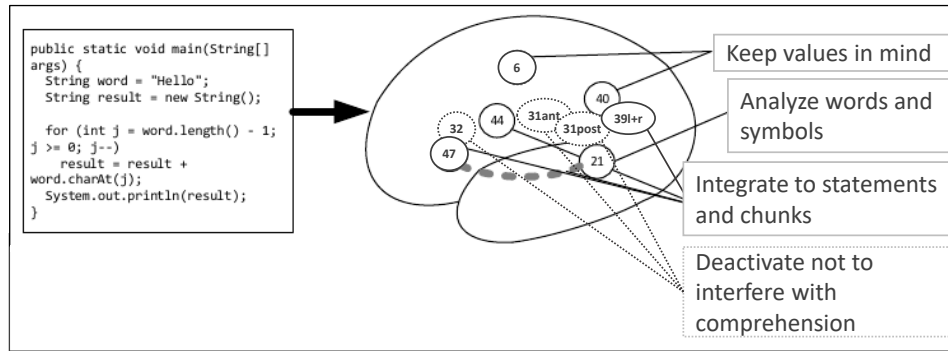 public static void main(String[]
args) {
String word = "Hello";
String result = new String();
for (int j = word.length() - 1;
j >= 0; j--)
result = result +
word.charAt(j);
System.out.println(result);
}
6
40
31ant
39l+r
44
32
31post
47
21
Keep values in mind
Analyze words and
symbols
Integrate to statements
and chunks
Deactivate not to
interfere with
comprehension